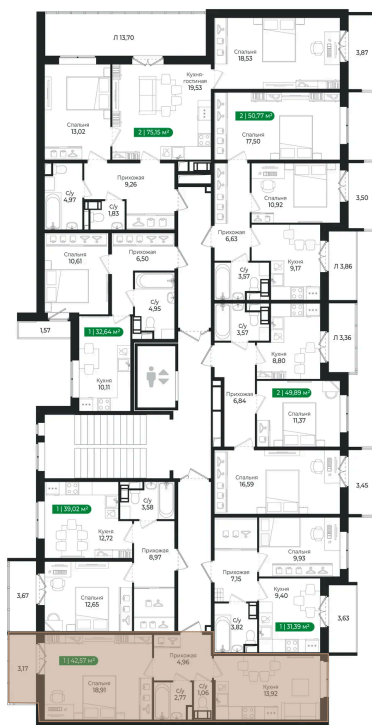 Л 13,70
Спальня
18,53
3,87
Кухня-
гостиная
19,53
Спальня
13,02
2 | 75,15 м²
2 | 50,77 м²
Спальня
17,50
Прихожая
9,26
С/у
4,97
С/у
1,83
Спальня
10,92
3,50
Прихожая
6,63
Спальня
10,61
Прихожая
6,50
Кухня
9,17
С/у
3,57
Л 3,86
С/у
4,95
1,57
1 | 32,64 м²
С/у
3,57
Кухня
8,80
Л 3,36
Кухня
10,11
Прихожая
6,84
2 | 49,89 м²
Спальня
11,37
Спальня
16,59
3,45
С/у
3,58
1 | 39,02 м²
Кухня
12,72
Прихожая
8,97
Спальня
9,93
Прихожая
7,15
3,67
Спальня
12,65
Кухня
9,40
3,63
С/у
3,82
1 | 31,39 м²
3,17
1 | 42,57 м²
Прихожая
4,96
Спальня
18,91
С/у
2,77
С/у
1,06
Кухня
13,92